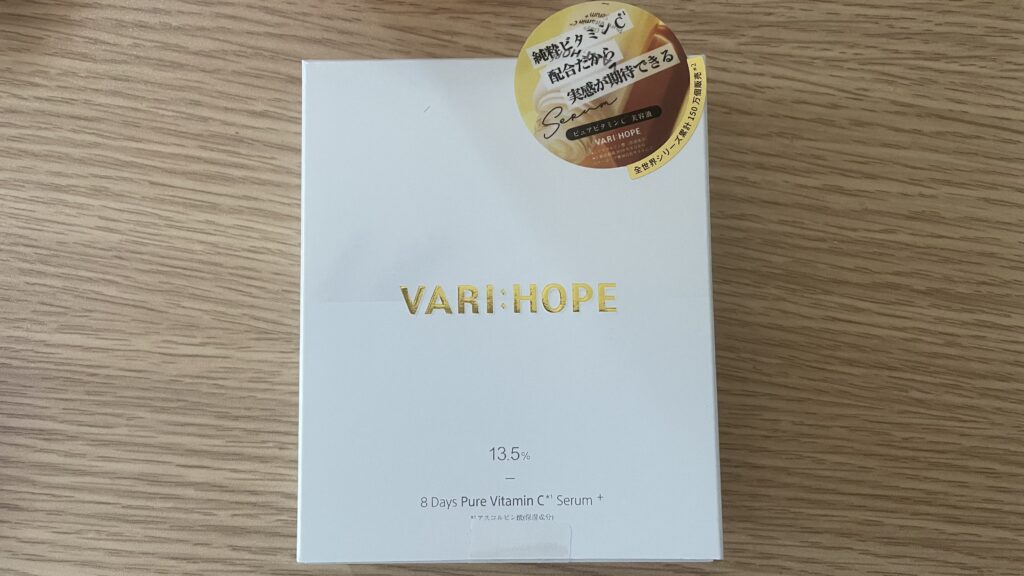 純粋ビタミンC
配合だから
実感が期待できる
Serum
ピュアビタミンC 美容液
VARI HOPE
全世界シリーズ累計150万個販売*2
VARI:HOPE
13.5%
8 Days Pure Vitamin C*1 Serum +
*1 アスコルビン酸(保湿成分)